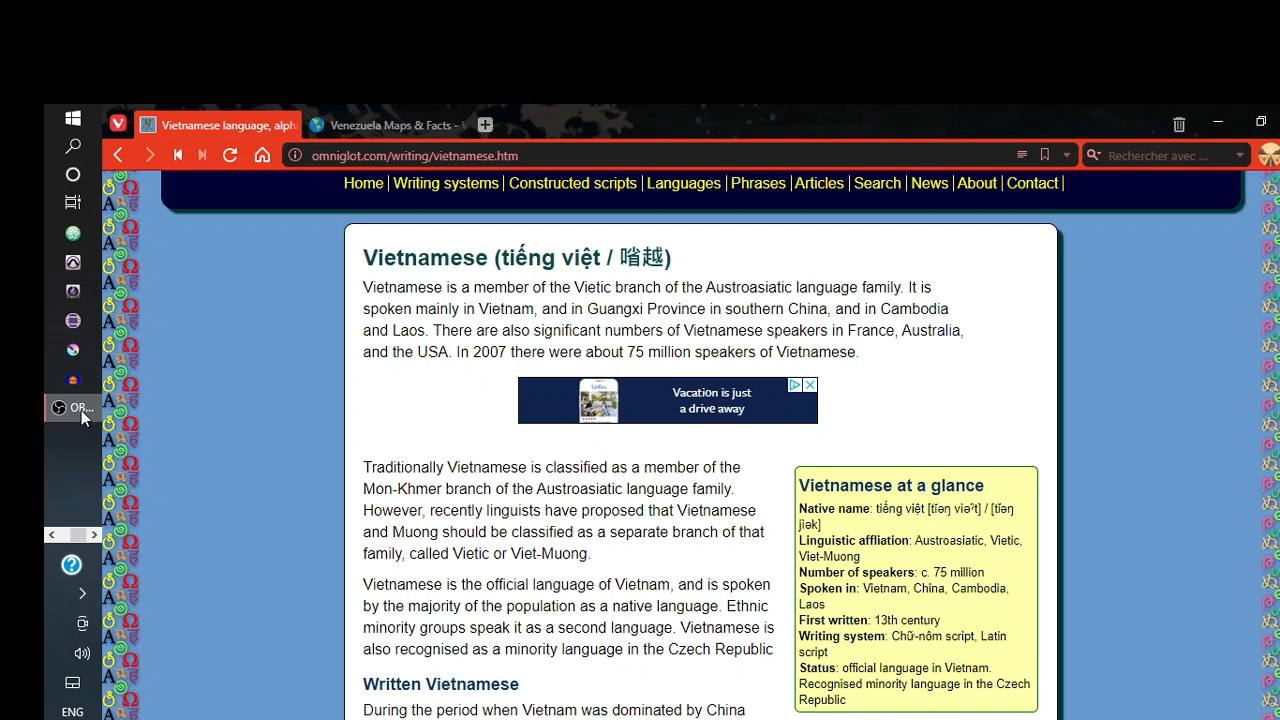 Vietnamese language, alph
Venezuela Maps & Facts -
omniglot.com/writing/vietnamese.htm
Rechercher avec ...
Home | Writing systems | Constructed scripts | Languages | Phrases | Articles | Search | News | About | Contact |
Vietnamese (tiếng việt / 㗂越)
Vietnamese is a member of the Vietic branch of the Austroasiatic language family. It is
spoken mainly in Vietnam, and in Guangxi Province in southern China, and in Cambodia
and Laos. There are also significant numbers of Vietnamese speakers in France, Australia,
and the USA. In 2007 there were about 75 million speakers of Vietnamese.
Vacation is just
a drive away
Traditionally Vietnamese is classified as a member of the
Mon-Khmer branch of the Austroasiatic language family.
However, recently linguists have proposed that Vietnamese
and Muong should be classified as a separate branch of that
family, called Vietic or Viet-Muong.
Vietnamese is the official language of Vietnam, and is spoken
by the majority of the population as a native language. Ethnic
minority groups speak it as a second language. Vietnamese is
also recognised as a minority language in the Czech Republic
Written Vietnamese
During the period when Vietnam was dominated by China
Vietnamese at a glance
Native name: tiếng việt
Linguistic affliation: Austroasiatic, Vietic,
Viet-Muong
Number of speakers: c. 75 million
Spoken in: Vietnam, China, Cambodia,
Laos
First written: 13th century
Writing system: Chữ-nôm script, Latin
script
Status: official language in Vietnam.
Recognised minority language in the Czech
Republic
ENG